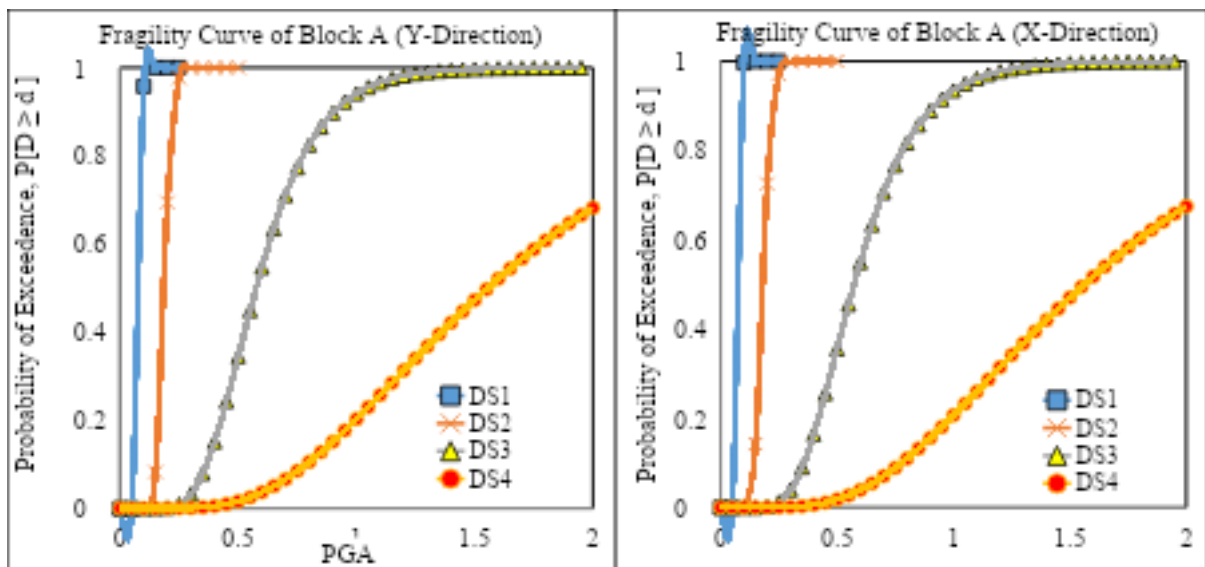 Fragility Curve of Block A (Y-Direction)
Probability of Exceedence, P[D ≥ d]
1
0.8
0.6
0.4
0.2
0
0
0.5
1
1.5
2
PGA
DS1
DS2
DS3
DS4
Fragility Curve of Block A (X-Direction)
Probability of Exceedence, P[D ≥ d]
1
0.8
0.6
0.4
0.2
0
0
0.5
1
1.5
2
DS1
DS2
DS3
DS4